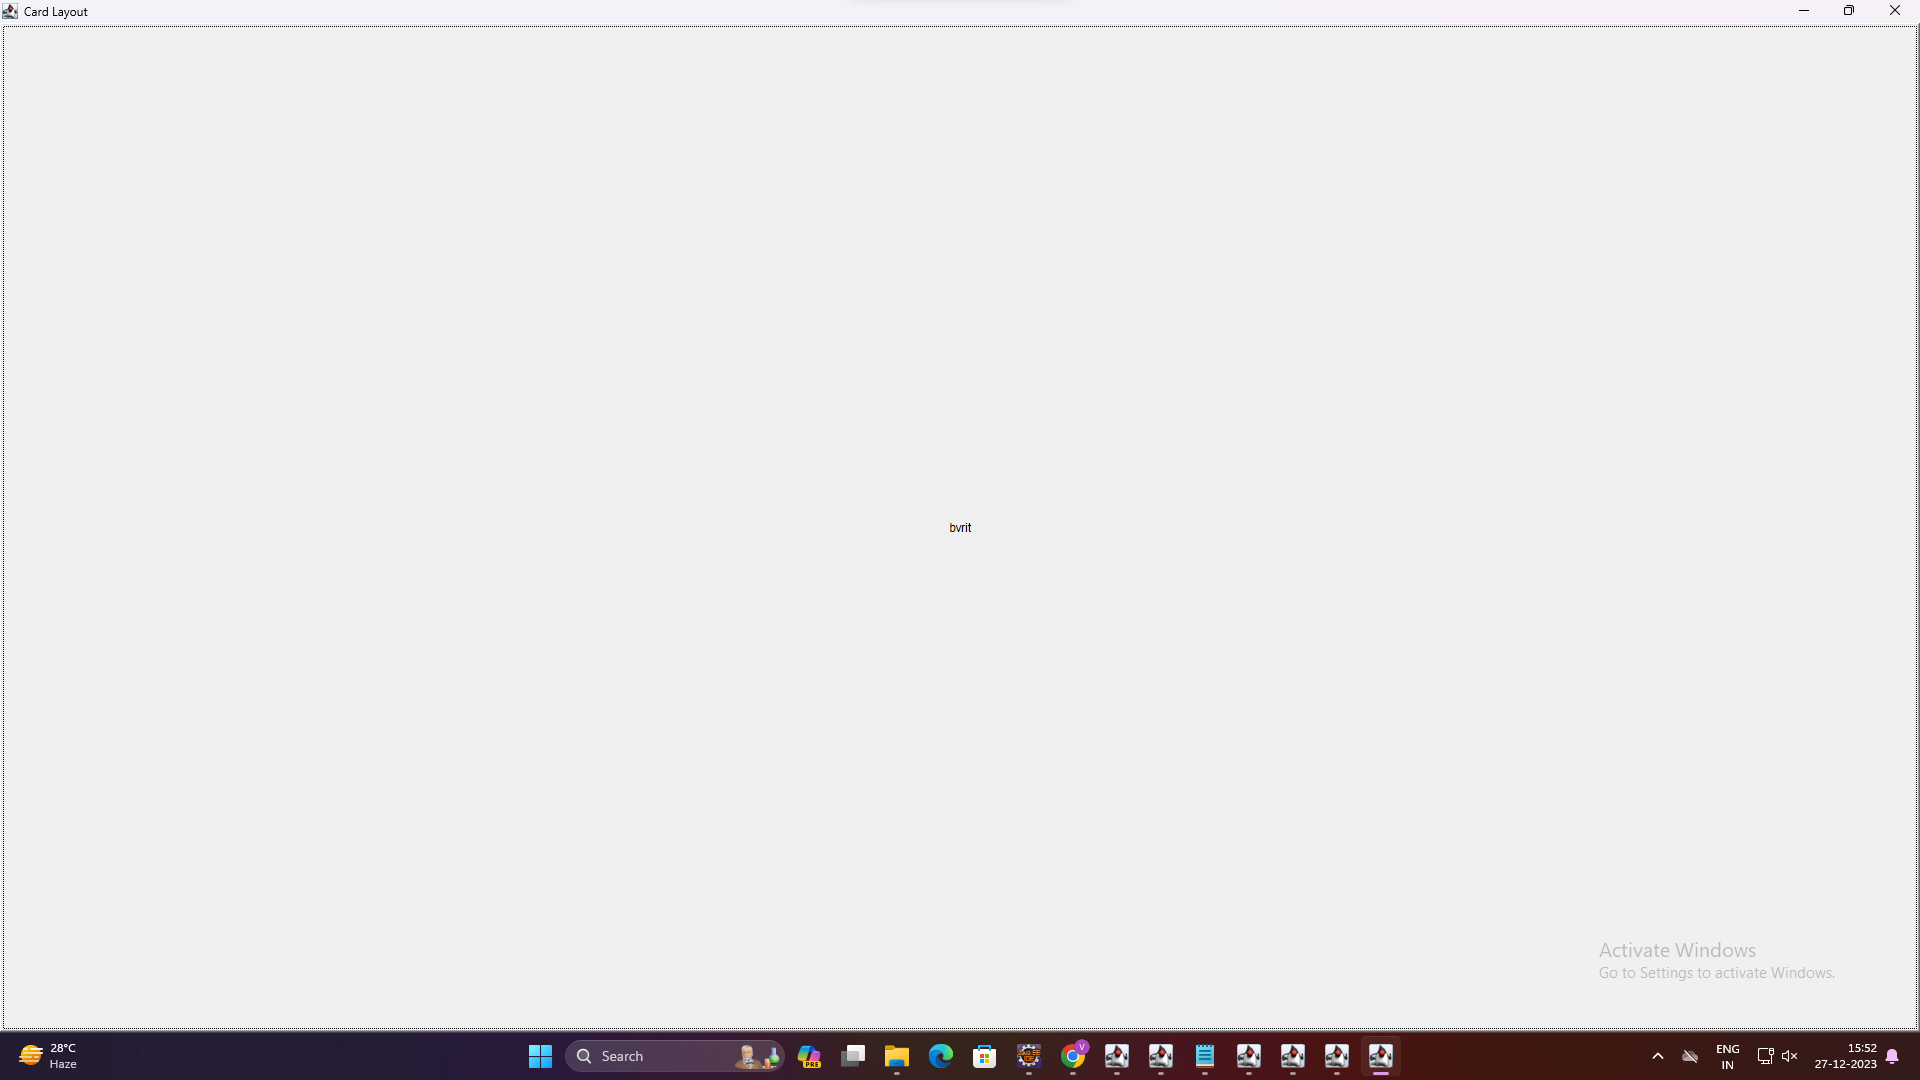 Card Layout
bvrit
Activate Windows
Go to Settings to activate Windows.
28°C
Haze
Search
PRE
V
ENG
IN
15:52
27-12-2023